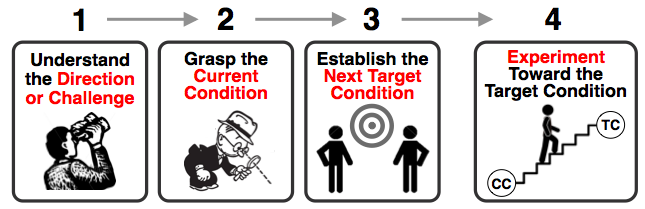 1 2 3 4
Understand
the Direction
or Challenge
Grasp the
Current
Condition
Establish the
Next Target
Condition
Experiment
Toward the
Target Condition
TC
CC